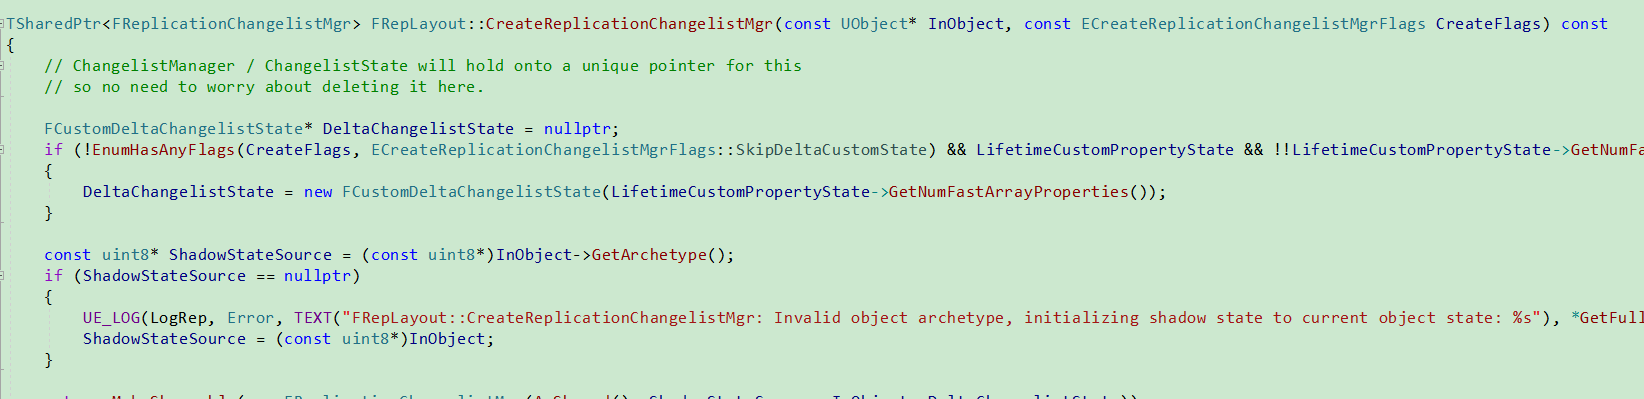 TSharedPtr<FReplicationChangelistMgr> FRepLayout::CreateReplicationChangelistMgr(const UObject* InObject, const ECreateReplicationChangelistMgrFlags CreateFlags) const
{
// ChangelistManager / ChangelistState will hold onto a unique pointer for this
// so no need to worry about deleting it here.
FCustomDeltaChangelistState* DeltaChangelistState = nullptr;
if (!EnumHasAnyFlags(CreateFlags, ECreateReplicationChangelistMgrFlags::SkipDeltaCustomState) && LifetimeCustomPropertyState && !!LifetimeCustomPropertyState->GetNumFa
{
DeltaChangelistState = new FCustomDeltaChangelistState(LifetimeCustomPropertyState->GetNumFastArrayProperties());
}
const uint8* ShadowStateSource = (const uint8*)InObject->GetArchetype();
if (ShadowStateSource == nullptr)
{
UE_LOG(LogRep, Error, TEXT("FRepLayout::CreateReplicationChangelistMgr: Invalid object archetype, initializing shadow state to current object state: %s"), *GetFull
ShadowStateSource = (const uint8*)InObject;
}